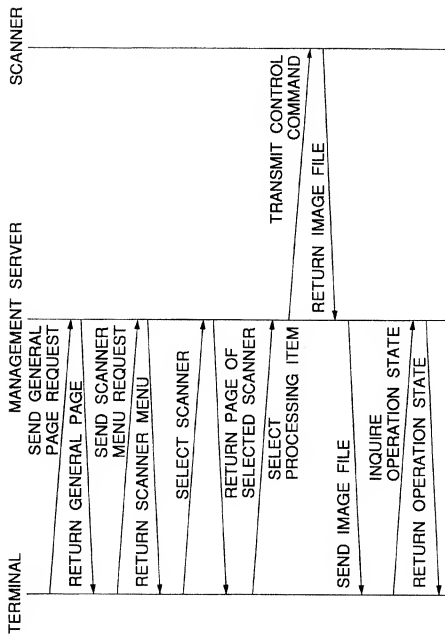 TERMINAL
MANAGEMENT SERVER
SCANNER
SEND GENERAL
PAGE REQUEST
RETURN GENERAL PAGE
SEND SCANNER
MENU REQUEST
RETURN SCANNER MENU
SELECT SCANNER
RETURN PAGE OF
SELECTED SCANNER
SELECT
PROCESSING ITEM
TRANSMIT CONTROL
COMMAND
RETURN IMAGE FILE
SEND IMAGE FILE
INQUIRE
OPERATION STATE
RETURN OPERATION STATE